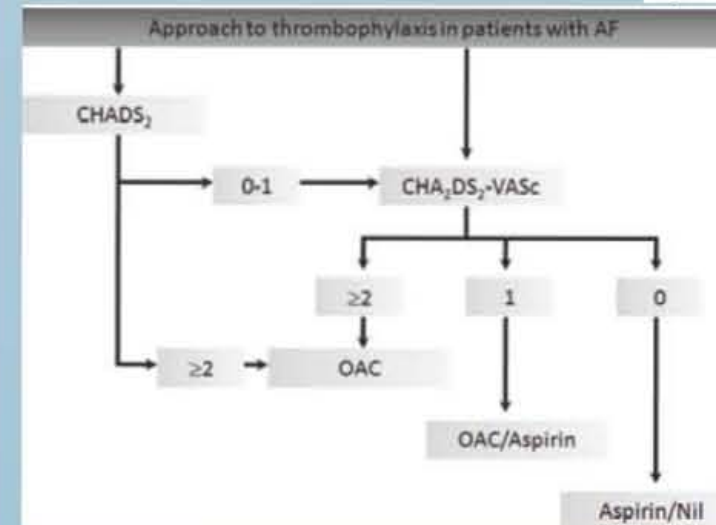 Approach to thrombophylaxis in patients with AF
CHADS₂
0-1
CHA₂DS₂-VASc
≥2
1
0
≥2
OAC
OAC/Aspirin
Aspirin/Nil